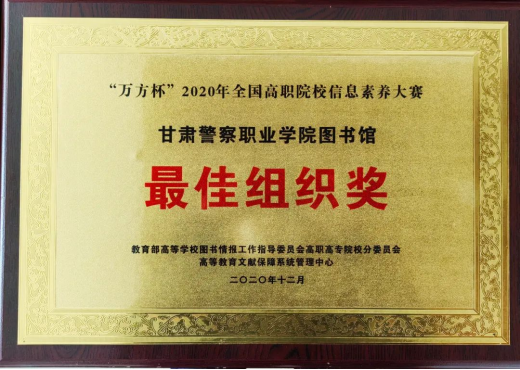 “万方杯”2020年全国高职院校信息素养大赛
甘肃警察职业学院图书馆
最佳组织奖
教育部高等学校图书情报工作指导委员会高职高专院校分委员会
高等教育文献保障系统管理中心
二〇二〇年十二月